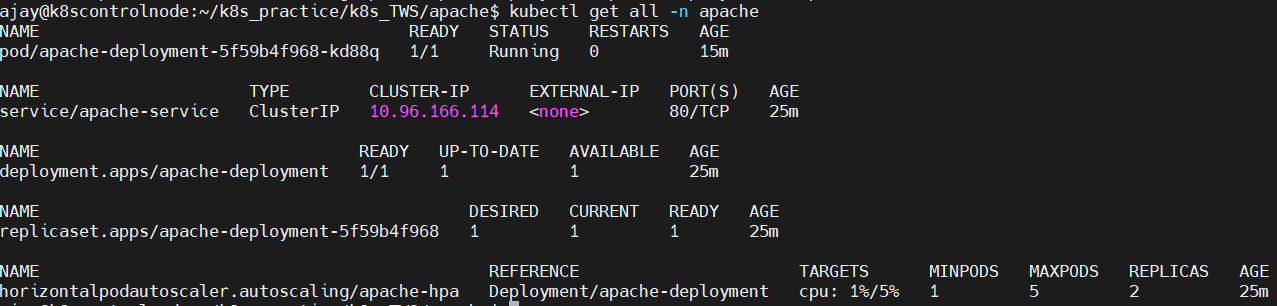 ajay@k8scontrolnode:~/k8s_practice/k8s_TWS/apache$ kubectl get all -n apache
NAME READY STATUS RESTARTS AGE
pod/apache-deployment-5f59b4f968-kd88q 1/1 Running 0 15m
NAME TYPE CLUSTER-IP EXTERNAL-IP PORT(S) AGE
service/apache-service ClusterIP 10.96.166.114 <none> 80/TCP 25m
NAME READY UP-TO-DATE AVAILABLE AGE
deployment.apps/apache-deployment 1/1 1 1 25m
NAME DESIRED CURRENT READY AGE
replicaset.apps/apache-deployment-5f59b4f968 1 1 1 25m
NAME REFERENCE TARGETS MINPODS MAXPODS REPLICAS AGE
horizontalpodautoscaler.autoscaling/apache-hpa Deployment/apache-deployment cpu: 1%/5% 1 5 2 25m